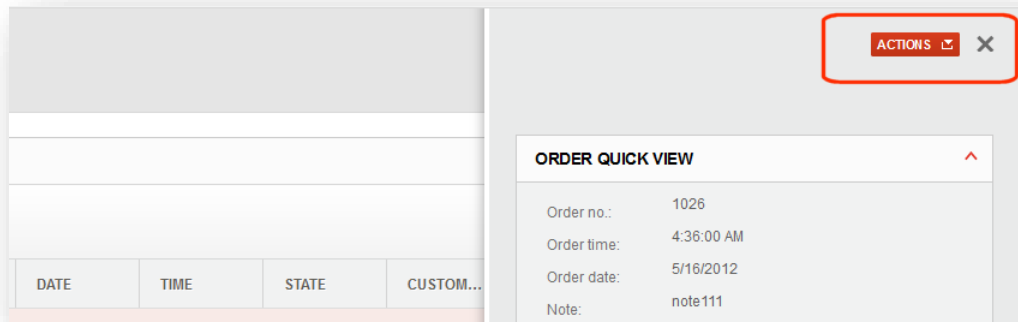 ACTIONS
ORDER QUICK VIEW
Order no.: 1026
Order time: 4:36:00 AM
Order date: 5/16/2012
Note: note111
DATE TIME STATE CUSTOM...